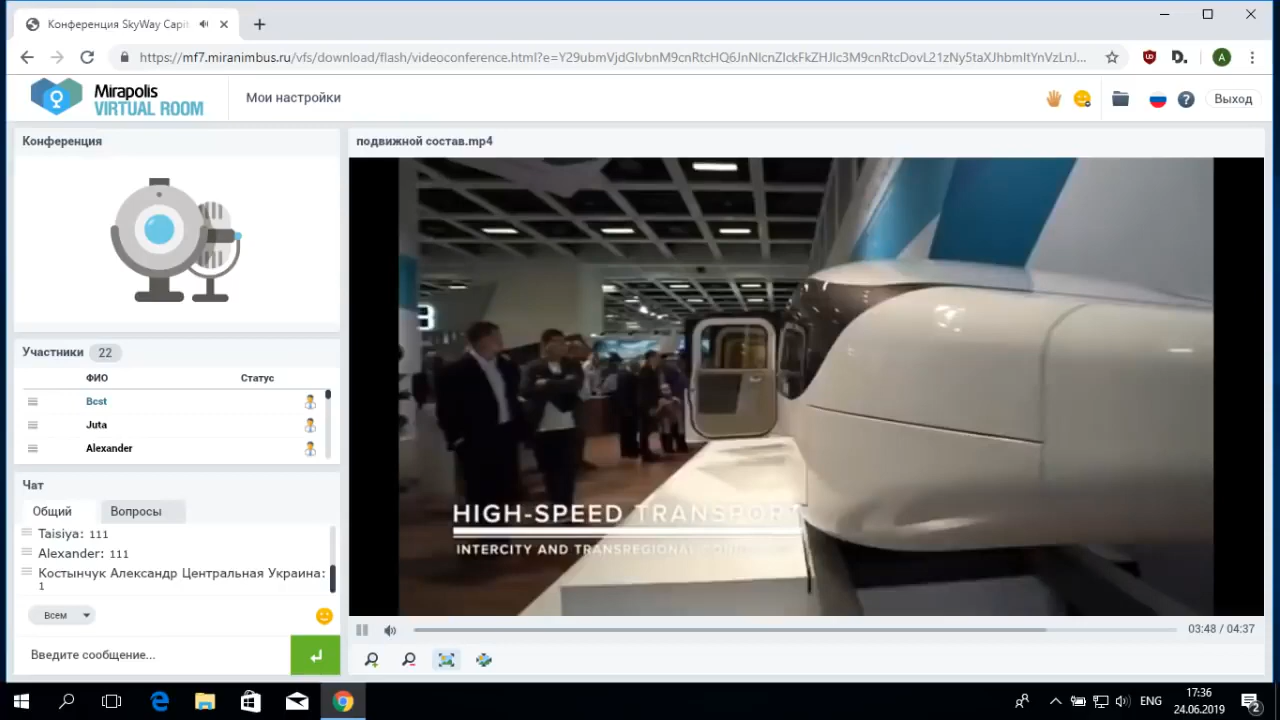 Конференция SkyWay Capi
https://mf7.miranimbus.ru/vfs/download/flash/videoconference.html?e=Y29ubmVjdGlvbnM9cnRtcHQ6JnNlcnZlckFkZHJlc3M9cnRtcDovL21zNy5taXJhbmltYnVzLnJ...
A
Mirapolis
VIRTUAL ROOM
Мои настройки
Выход
Конференция
Участники 22
ФИО Статус
Bcst
Juta
Alexander
Чат
Общий Вопросы
Taisiya: 111
Alexander: 111
Костынчук Александр Центральная Украина:
1
Всем
Введите сообщение...
подвижной состав.mp4
HIGH-SPEED TRANSPORT
INTERCITY AND TRANSREGIONAL
03:48 / 04:37
ENG
17:36
24.06.2019
2